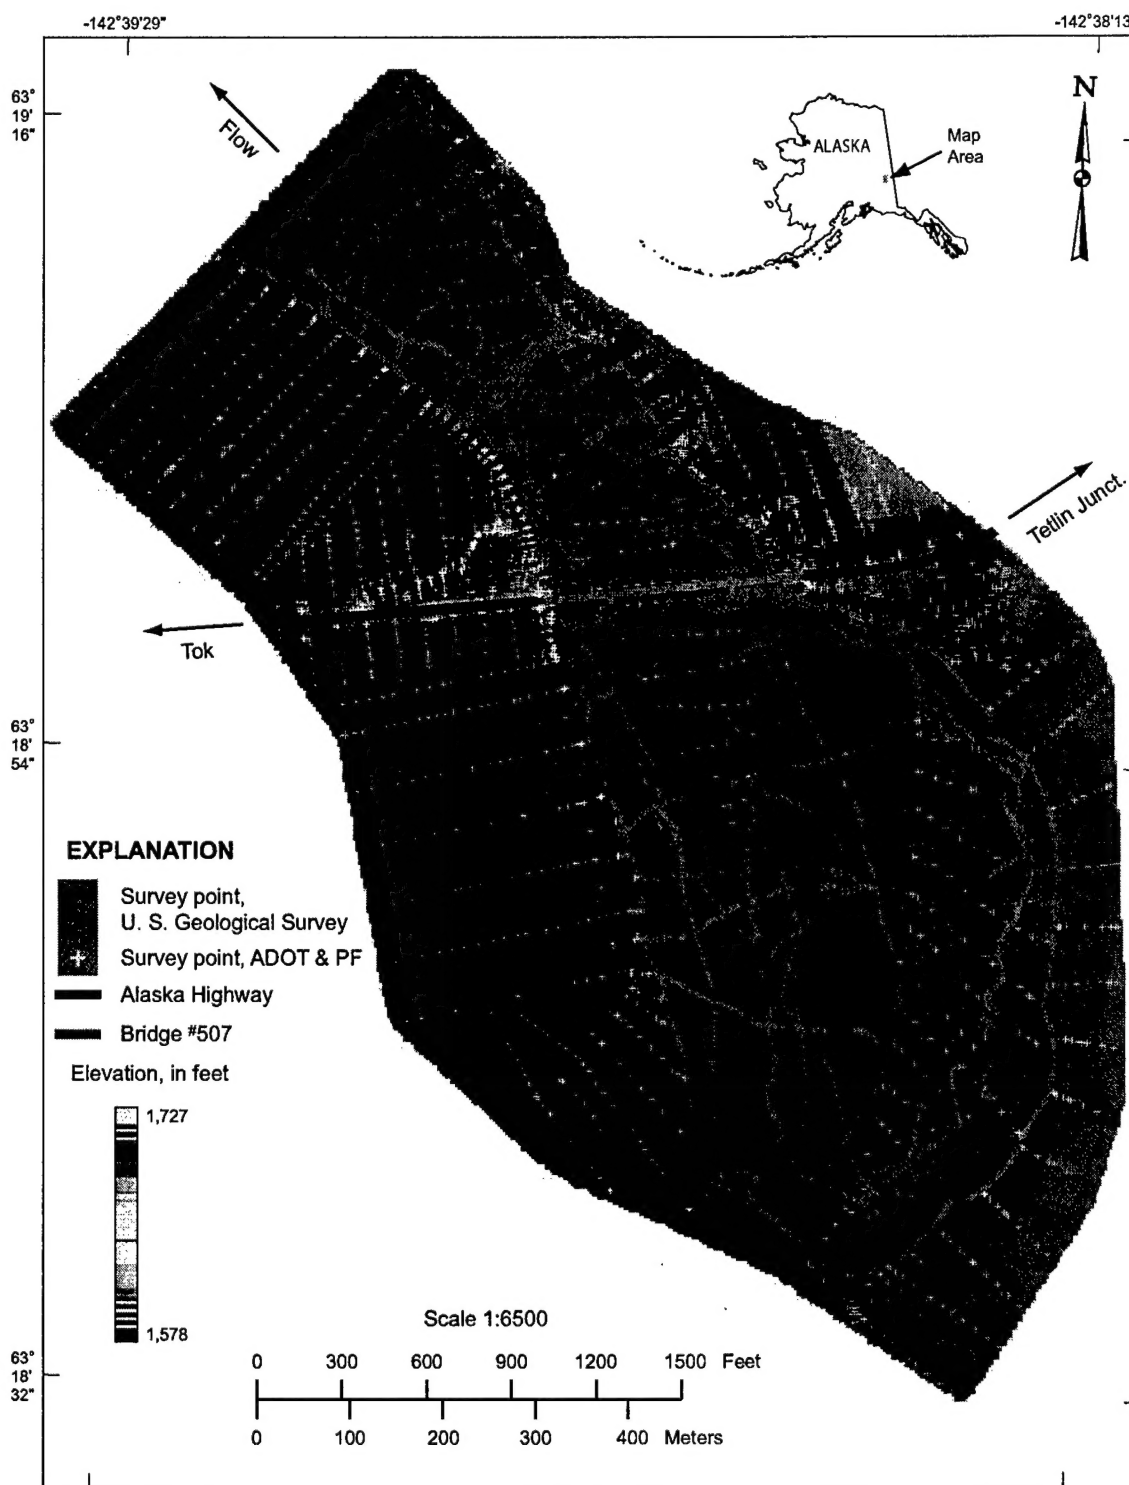 -142°39'29"
-142°38'13"
63°
19'
16"
Flow
ALASKA
Map
Area
N
Tetlin Junct.
Tok
63°
18'
54"
EXPLANATION
Survey point,
U. S. Geological Survey
Survey point, ADOT & PF
Alaska Highway
Bridge #507
Elevation, in feet
1,727
1,578
Scale 1:6500
63°
18'
32"
0 300 600 900 1200 1500 Feet
0 100 200 300 400 Meters